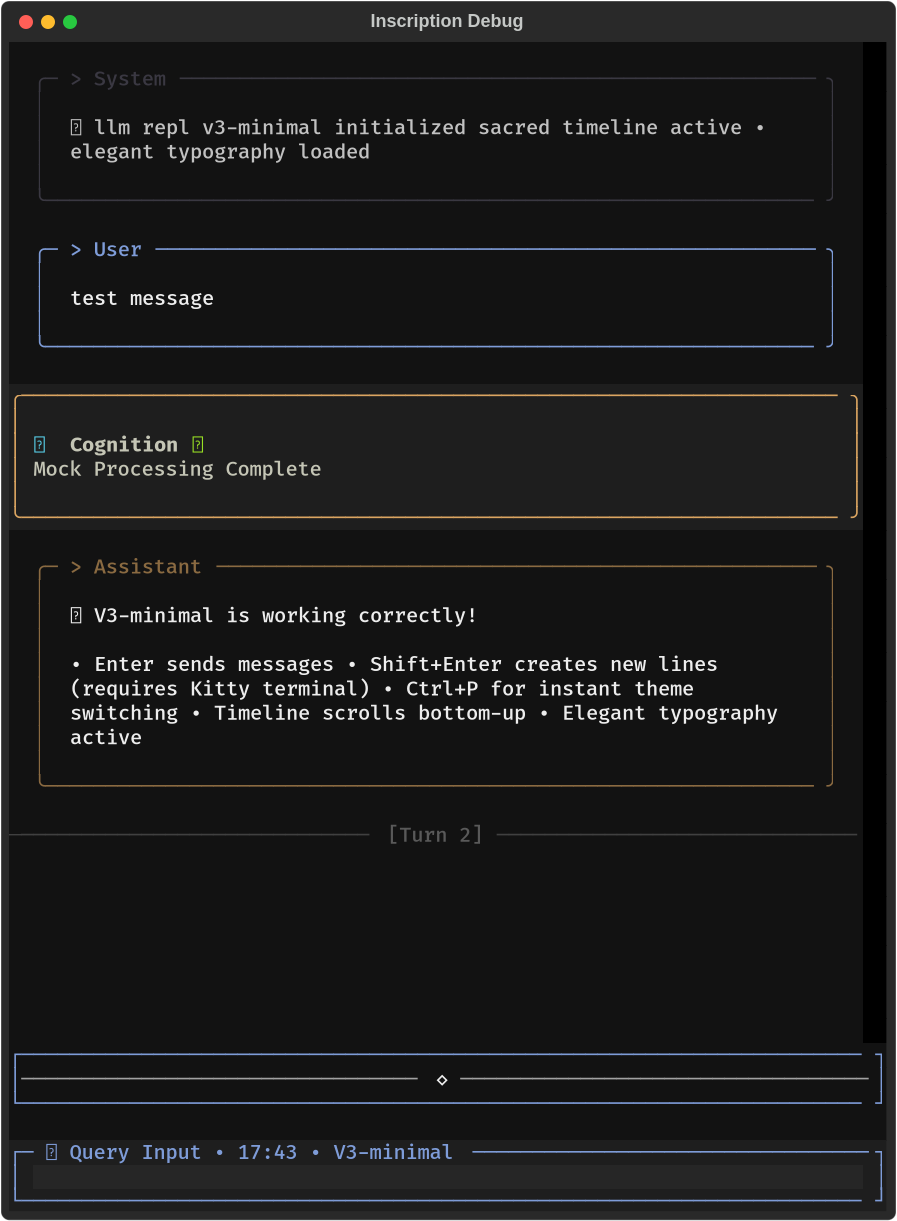 Inscription Debug
> System
llm repl v3-minimal initialized sacred timeline active •
elegant typography loaded
> User
test message
Cognition
Mock Processing Complete
> Assistant
V3-minimal is working correctly!
• Enter sends messages • Shift+Enter creates new lines
(requires Kitty terminal) • Ctrl+P for instant theme
switching • Timeline scrolls bottom-up • Elegant typography
active
[Turn 2]
Query Input • 17:43 • V3-minimal